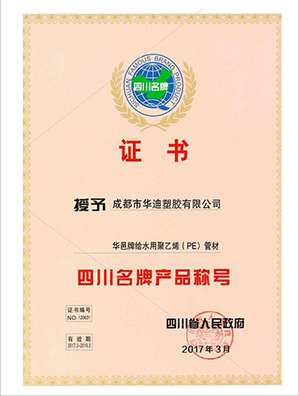 SICHUAN FAMOUS BRAND PRODUCT
四川名牌
证书
授予 成都市华迪塑胶有限公司
华邑牌给水用聚乙烯（PE）管材
四川名牌产品称号
证书编号
NO. 120631
有效期
2017.3-2019.3
四川省人民政府
2017年3月